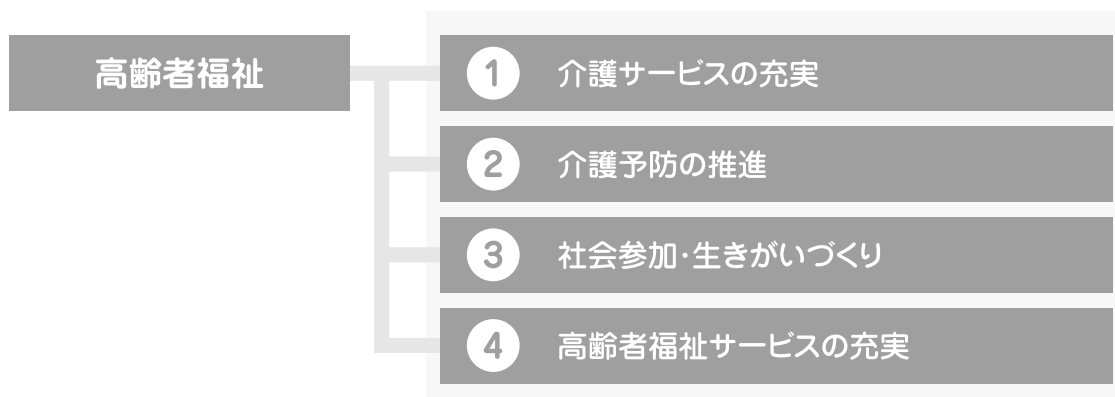 高齢者福祉
1 介護サービスの充実
2 介護予防の推進
3 社会参加・生きがいづくり
4 高齢者福祉サービスの充実